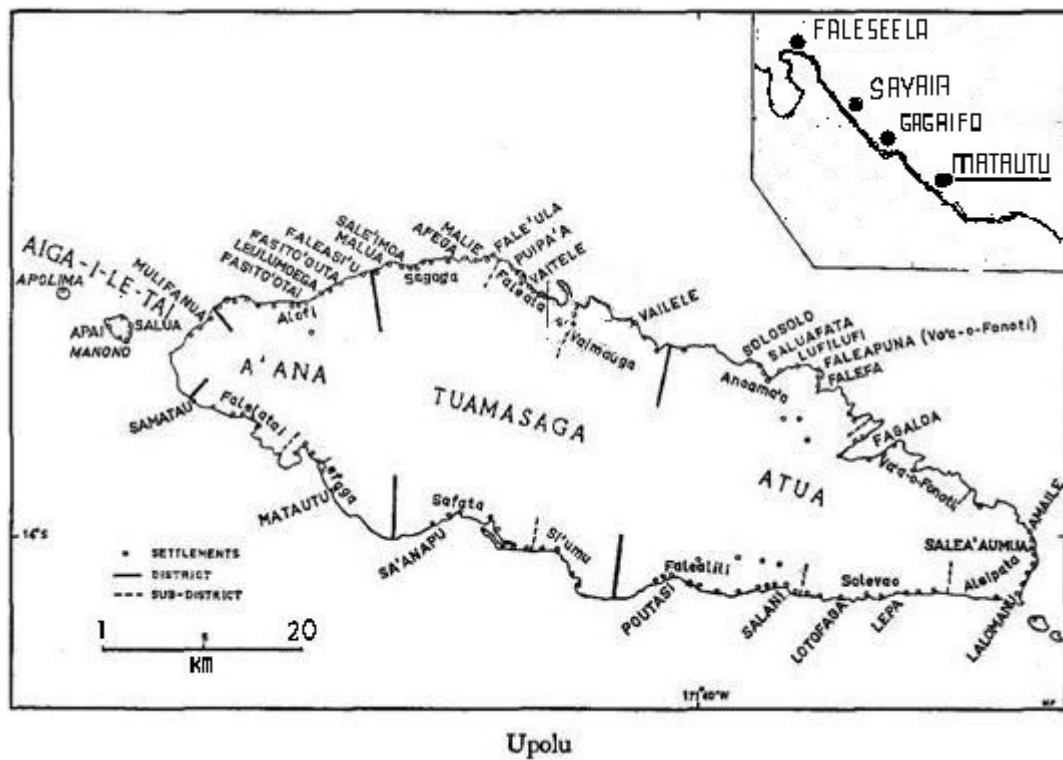 FALESEELA
SAYAIA
GAGAIFO
MATAUTU
AIGA-I-LE-TAI
APOLIMA
APAI
MANONO
SALUA
MULIFANUA
FASITO'OTAI
LEULUMOEGA
FASITO'OUTA
FALEASI'U
MALUA
SALE'IMOA
AFEGA
MALIE
FALE'ULA
PUIPA'A
VAITELE
Sagaga
Faleata
Alofi
Vaimauga
VAILELE
SOLOSOLO
SALUAFATA
LUFILUFI
FALEAPUNA (Va'a-o-Fonoti)
FALEFA
Anoama'a
FAGALOA
Va'a-o-Fonoti
A'ANA
TUAMASAGA
ATUA
SAMATAU
Falelatai
Lefaga
MATAUTU
SA'ANAPU
Safata
Si'umu
Falealili
POUTASI
SALANI
LOTOFAGA
Salevao
LEPA
Aleipata
LALOMANU
SALEA'AUMUA
AMAILE
14°S
SETTLEMENTS
DISTRICT
SUB-DISTRICT
1 20
KM
171°40'W
Upolu